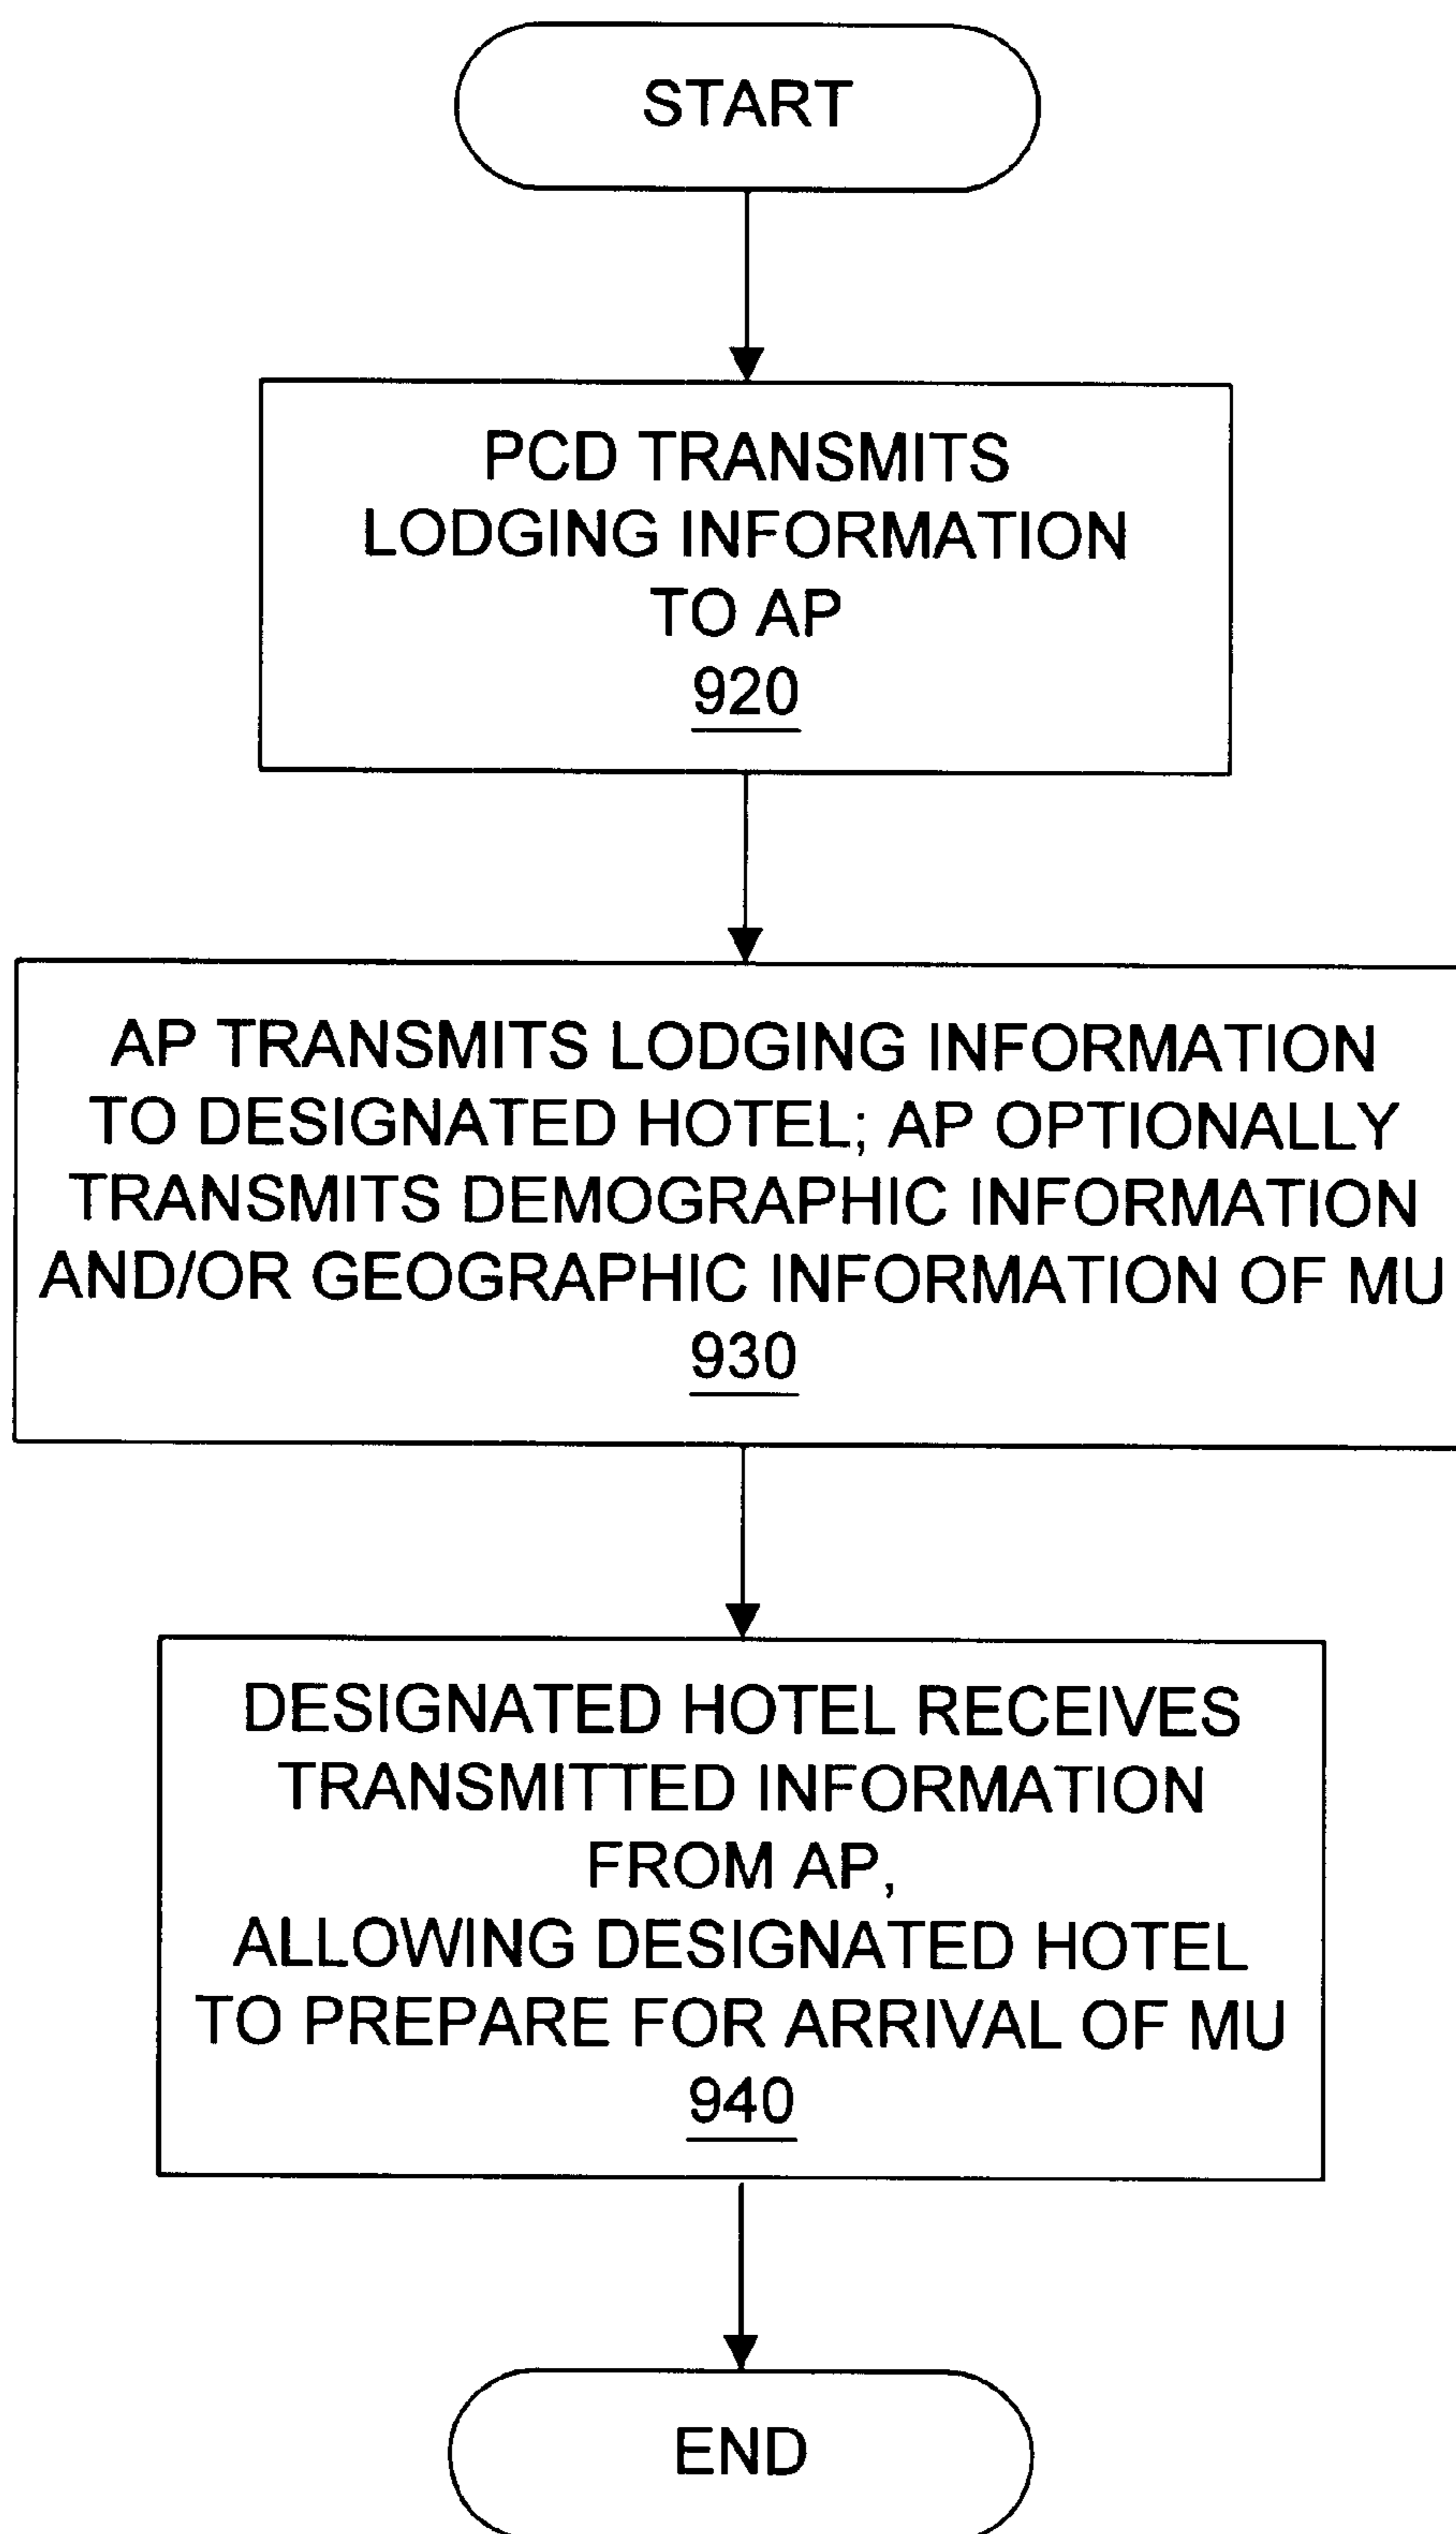 START
PCD TRANSMITS
LODGING INFORMATION
TO AP
920
AP TRANSMITS LODGING INFORMATION
TO DESIGNATED HOTEL; AP OPTIONALLY
TRANSMITS DEMOGRAPHIC INFORMATION
AND/OR GEOGRAPHIC INFORMATION OF MU
930
DESIGNATED HOTEL RECEIVES
TRANSMITTED INFORMATION
FROM AP,
ALLOWING DESIGNATED HOTEL
TO PREPARE FOR ARRIVAL OF MU
940
END